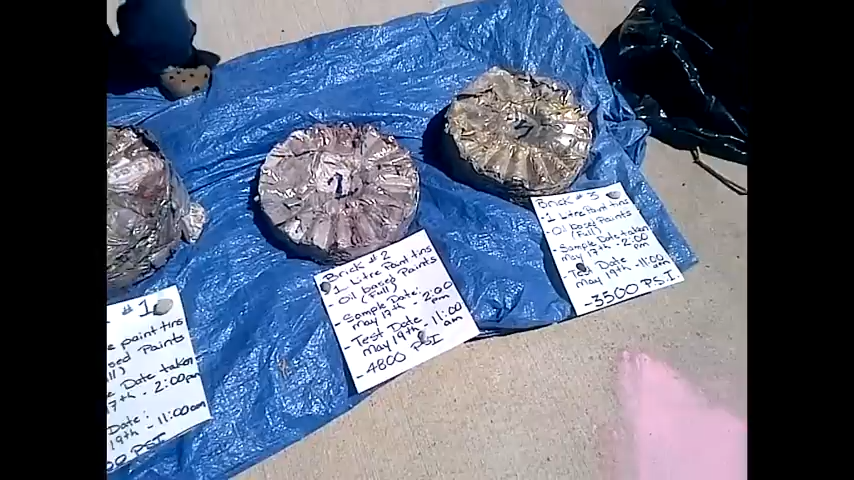 # 1
paint tins
sed Paints
ll)
e Date taken
17th - 2:00pm
Date:
19th - 11:00am
00 PSI
2
Brick # 2
- 1 Litre Paint tins
- Oil based Paints
(Full)
- Sample Date:
May 17th - 2:00
pm
- Test Date
May 19th - 11:00
am
- 4800 PSI
3
Brick # 3
- 1 Litre Paint tins
- Oil based Paints
(Full)
- Sample Date taken
May 17th - 2:00
pm
- Test Date
May 19th - 11:00
am
- 3500 P.S.I